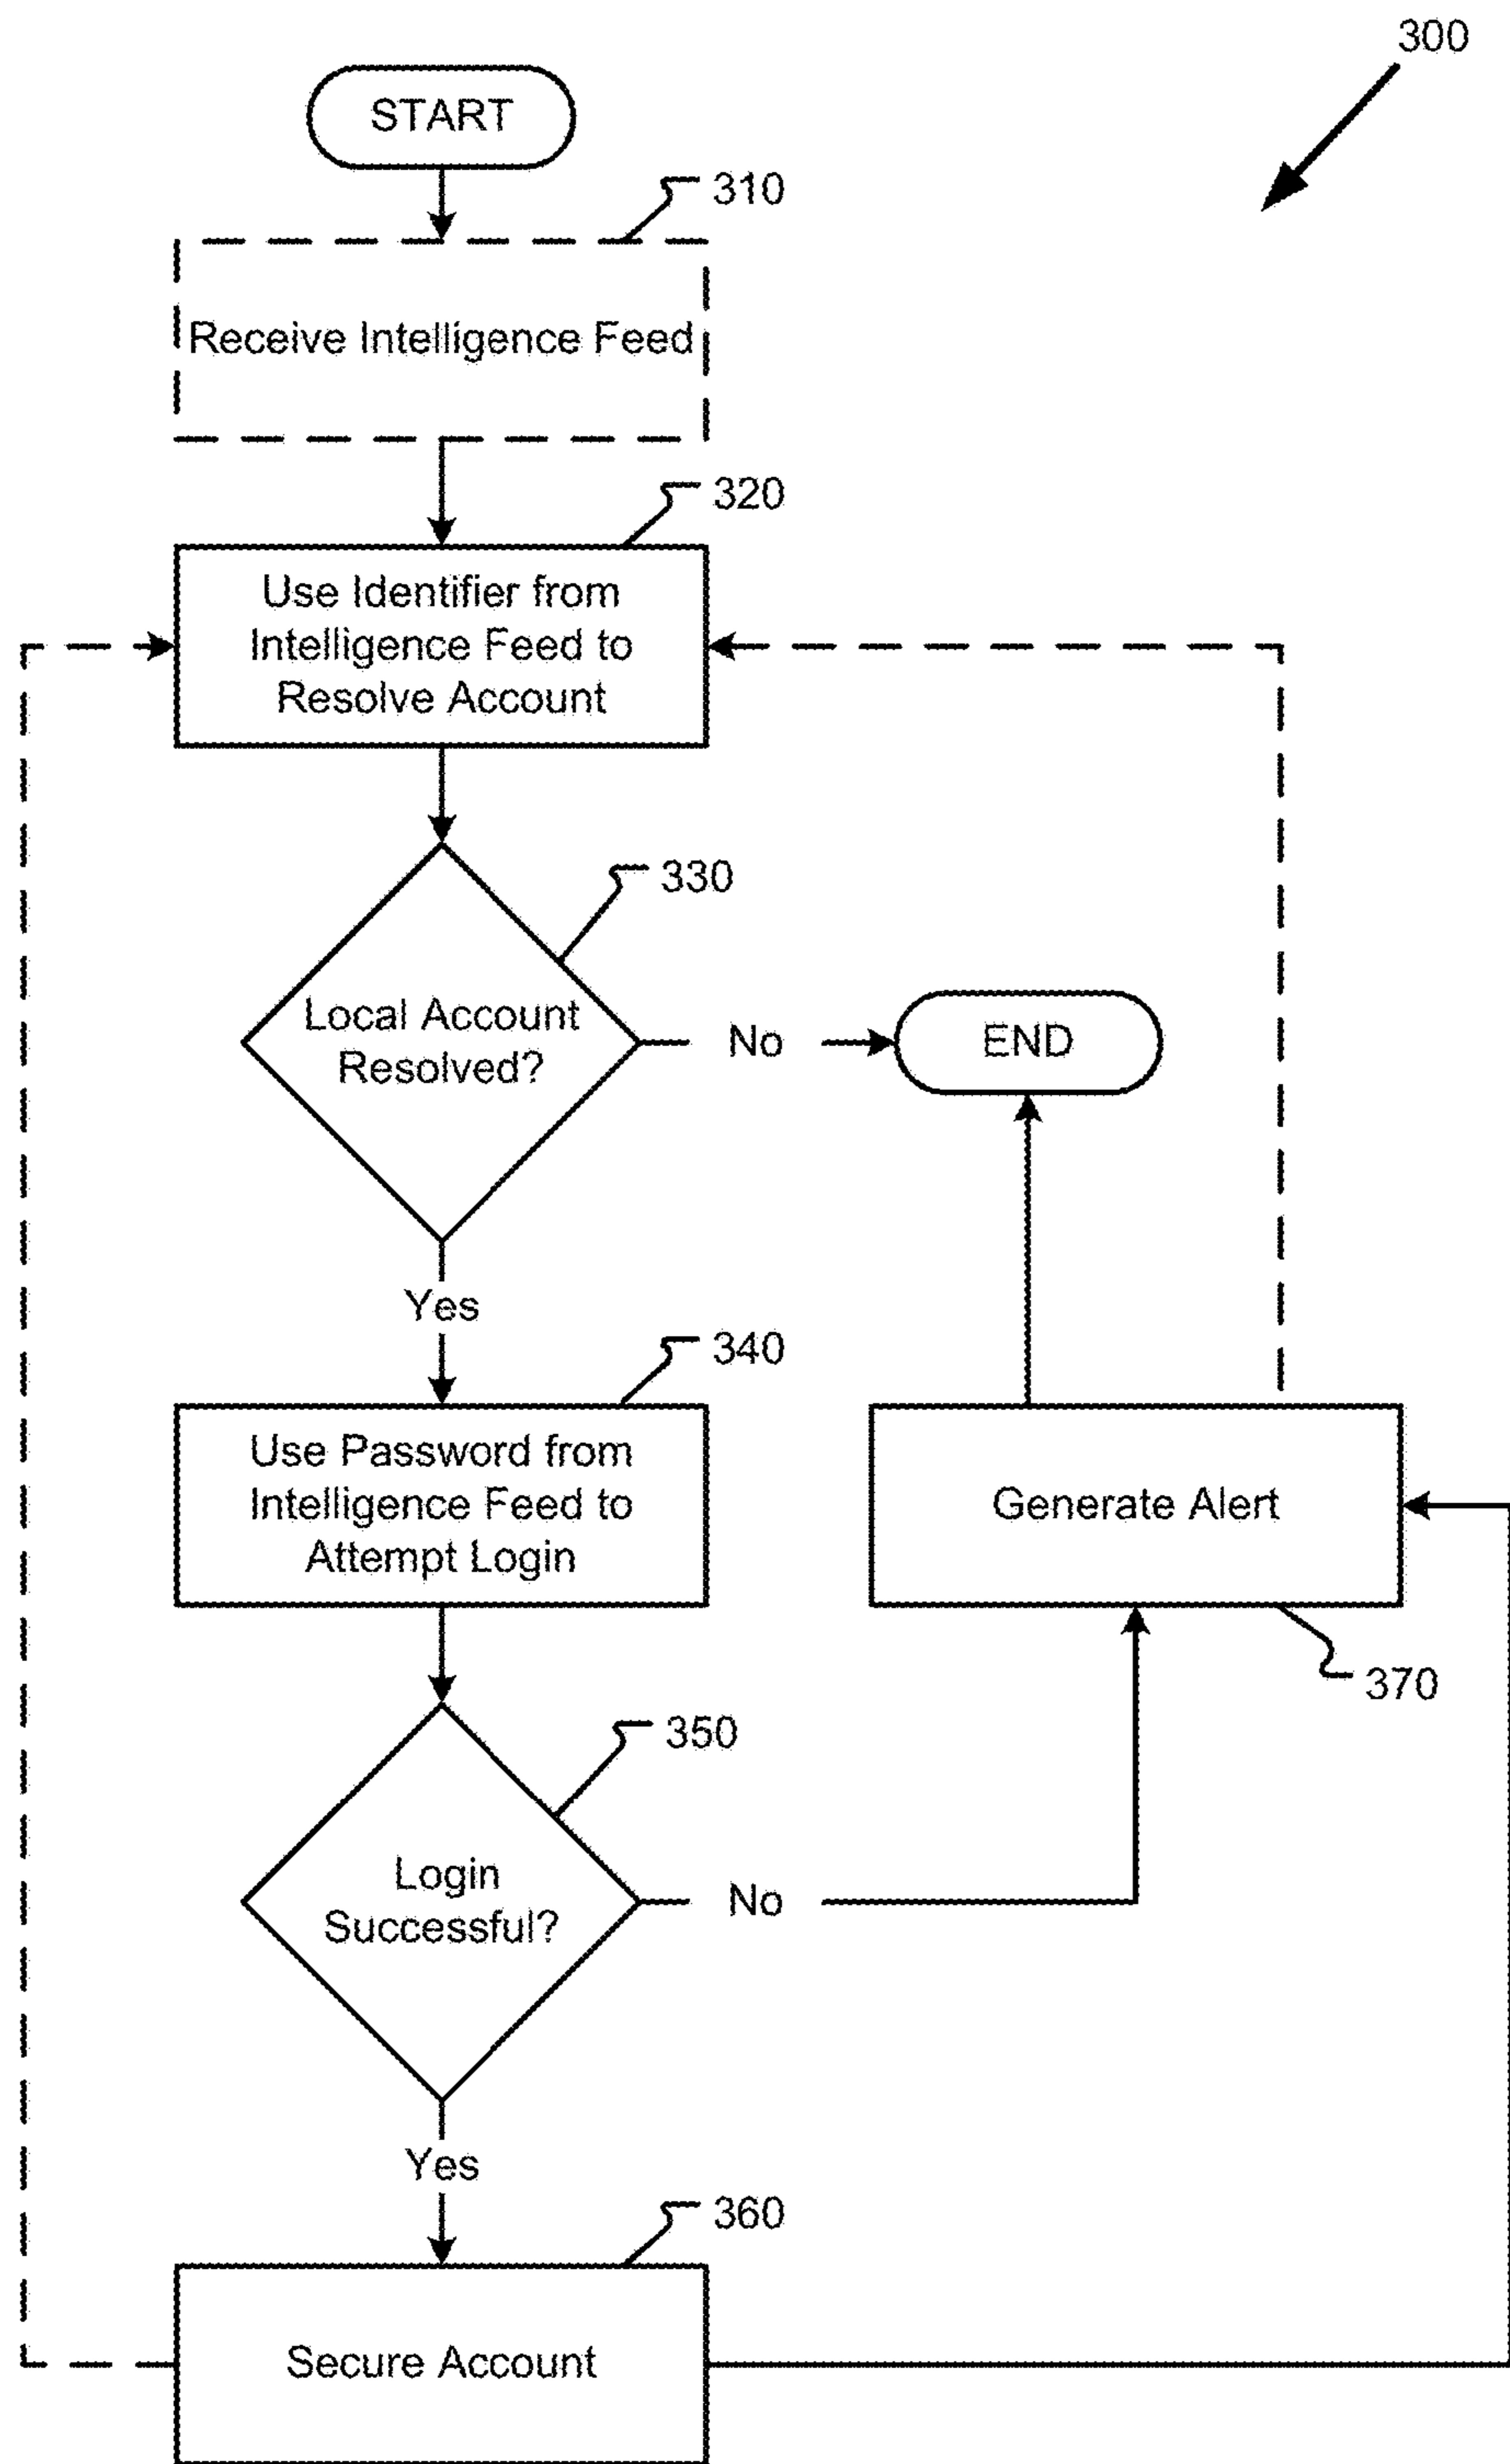 300
START
310
Receive Intelligence Feed
320
Use Identifier from
Intelligence Feed to
Resolve Account
330
Local Account
Resolved?
No
END
Yes
340
Use Password from
Intelligence Feed to
Attempt Login
Generate Alert
370
350
Login
Successful?
No
Yes
360
Secure Account